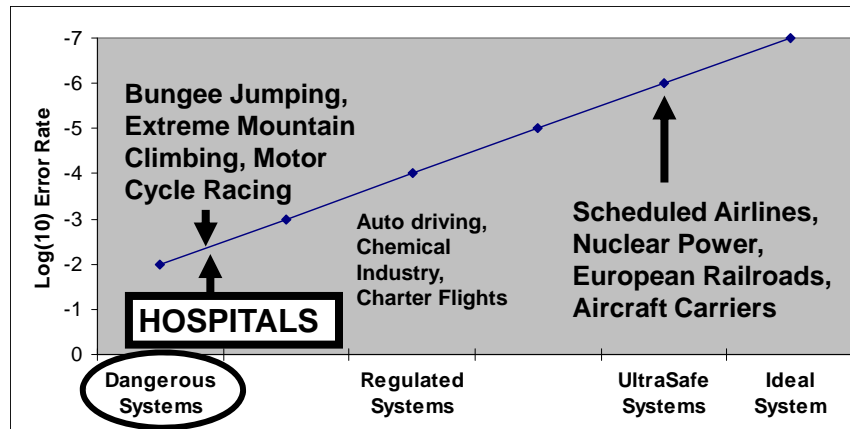 Log(10) Error Rate
-7
-6
-5
-4
-3
-2
-1
0
Bungee Jumping,
Extreme Mountain
Climbing, Motor
Cycle Racing
HOSPITALS
Auto driving,
Chemical
Industry,
Charter Flights
Scheduled Airlines,
Nuclear Power,
European Railroads,
Aircraft Carriers
Dangerous
Systems
Regulated
Systems
UltraSafe
Systems
Ideal
System